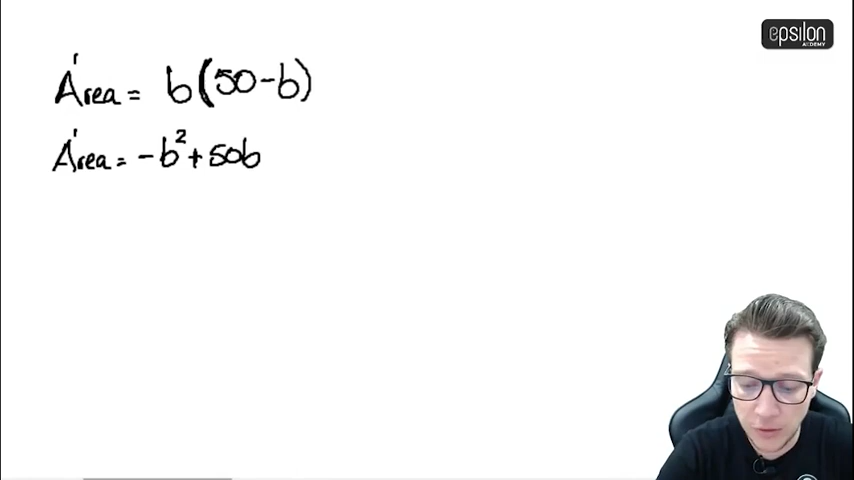 epsilon
ACADEMY
Área = b(50-b)
Área = -b²+50b